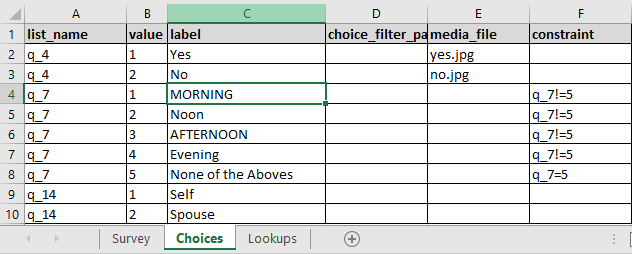 A B C D E F
1 list_name value label choice_filter_pa media_file constraint
2 q_4 1 Yes yes.jpg
3 q_4 2 No no.jpg
4 q_7 1 MORNING q_7!=5
5 q_7 2 Noon q_7!=5
6 q_7 3 AFTERNOON q_7!=5
7 q_7 4 Evening q_7!=5
8 q_7 5 None of the Aboves q_7=5
9 q_14 1 Self
10 q_14 2 Spouse
Survey Choices Lookups